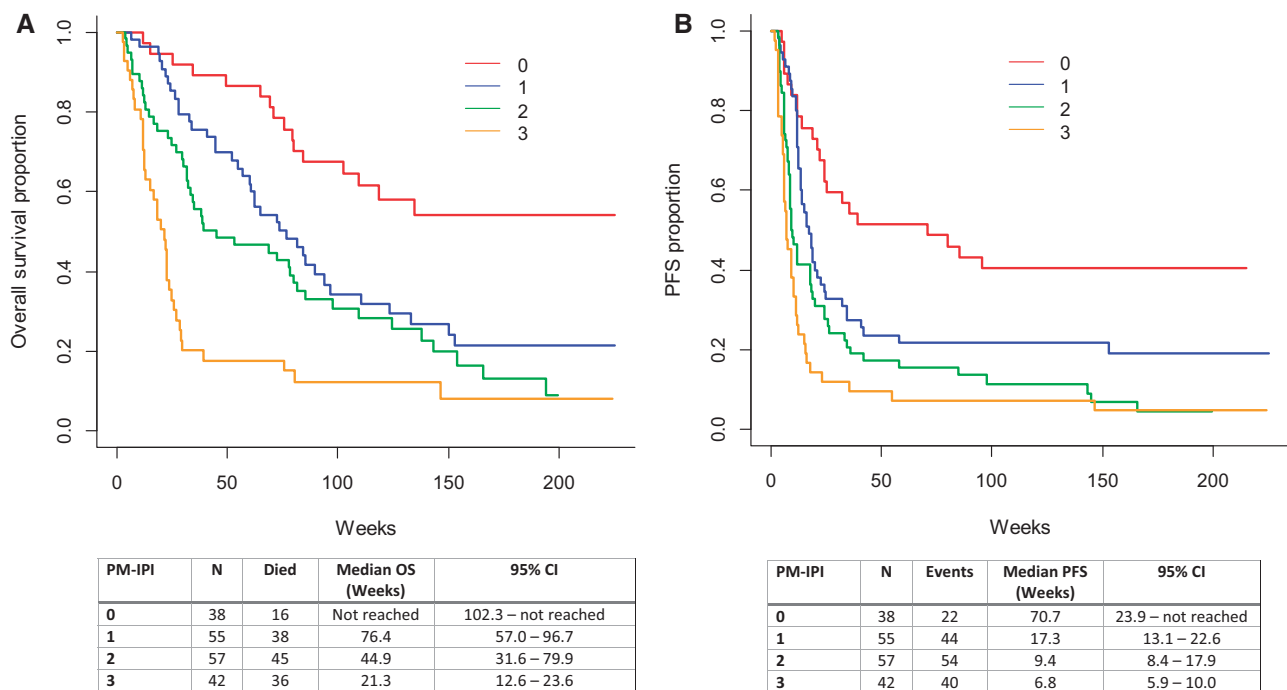 A
Overall survival proportion
1.0
0.8
0.6
0.4
0.2
0.0
0
1
2
3
0 50 100 150 200
Weeks
PM-IPI N Died Median OS (Weeks) 95% CI
0 38 16 Not reached 102.3 – not reached
1 55 38 76.4 57.0 – 96.7
2 57 45 44.9 31.6 – 79.9
3 42 36 21.3 12.6 – 23.6
B
PFS proportion
1.0
0.8
0.6
0.4
0.2
0.0
0
1
2
3
0 50 100 150 200
Weeks
PM-IPI N Events Median PFS (Weeks) 95% CI
0 38 22 70.7 23.9 – not reached
1 55 44 17.3 13.1 – 22.6
2 57 54 9.4 8.4 – 17.9
3 42 40 6.8 5.9 – 10.0